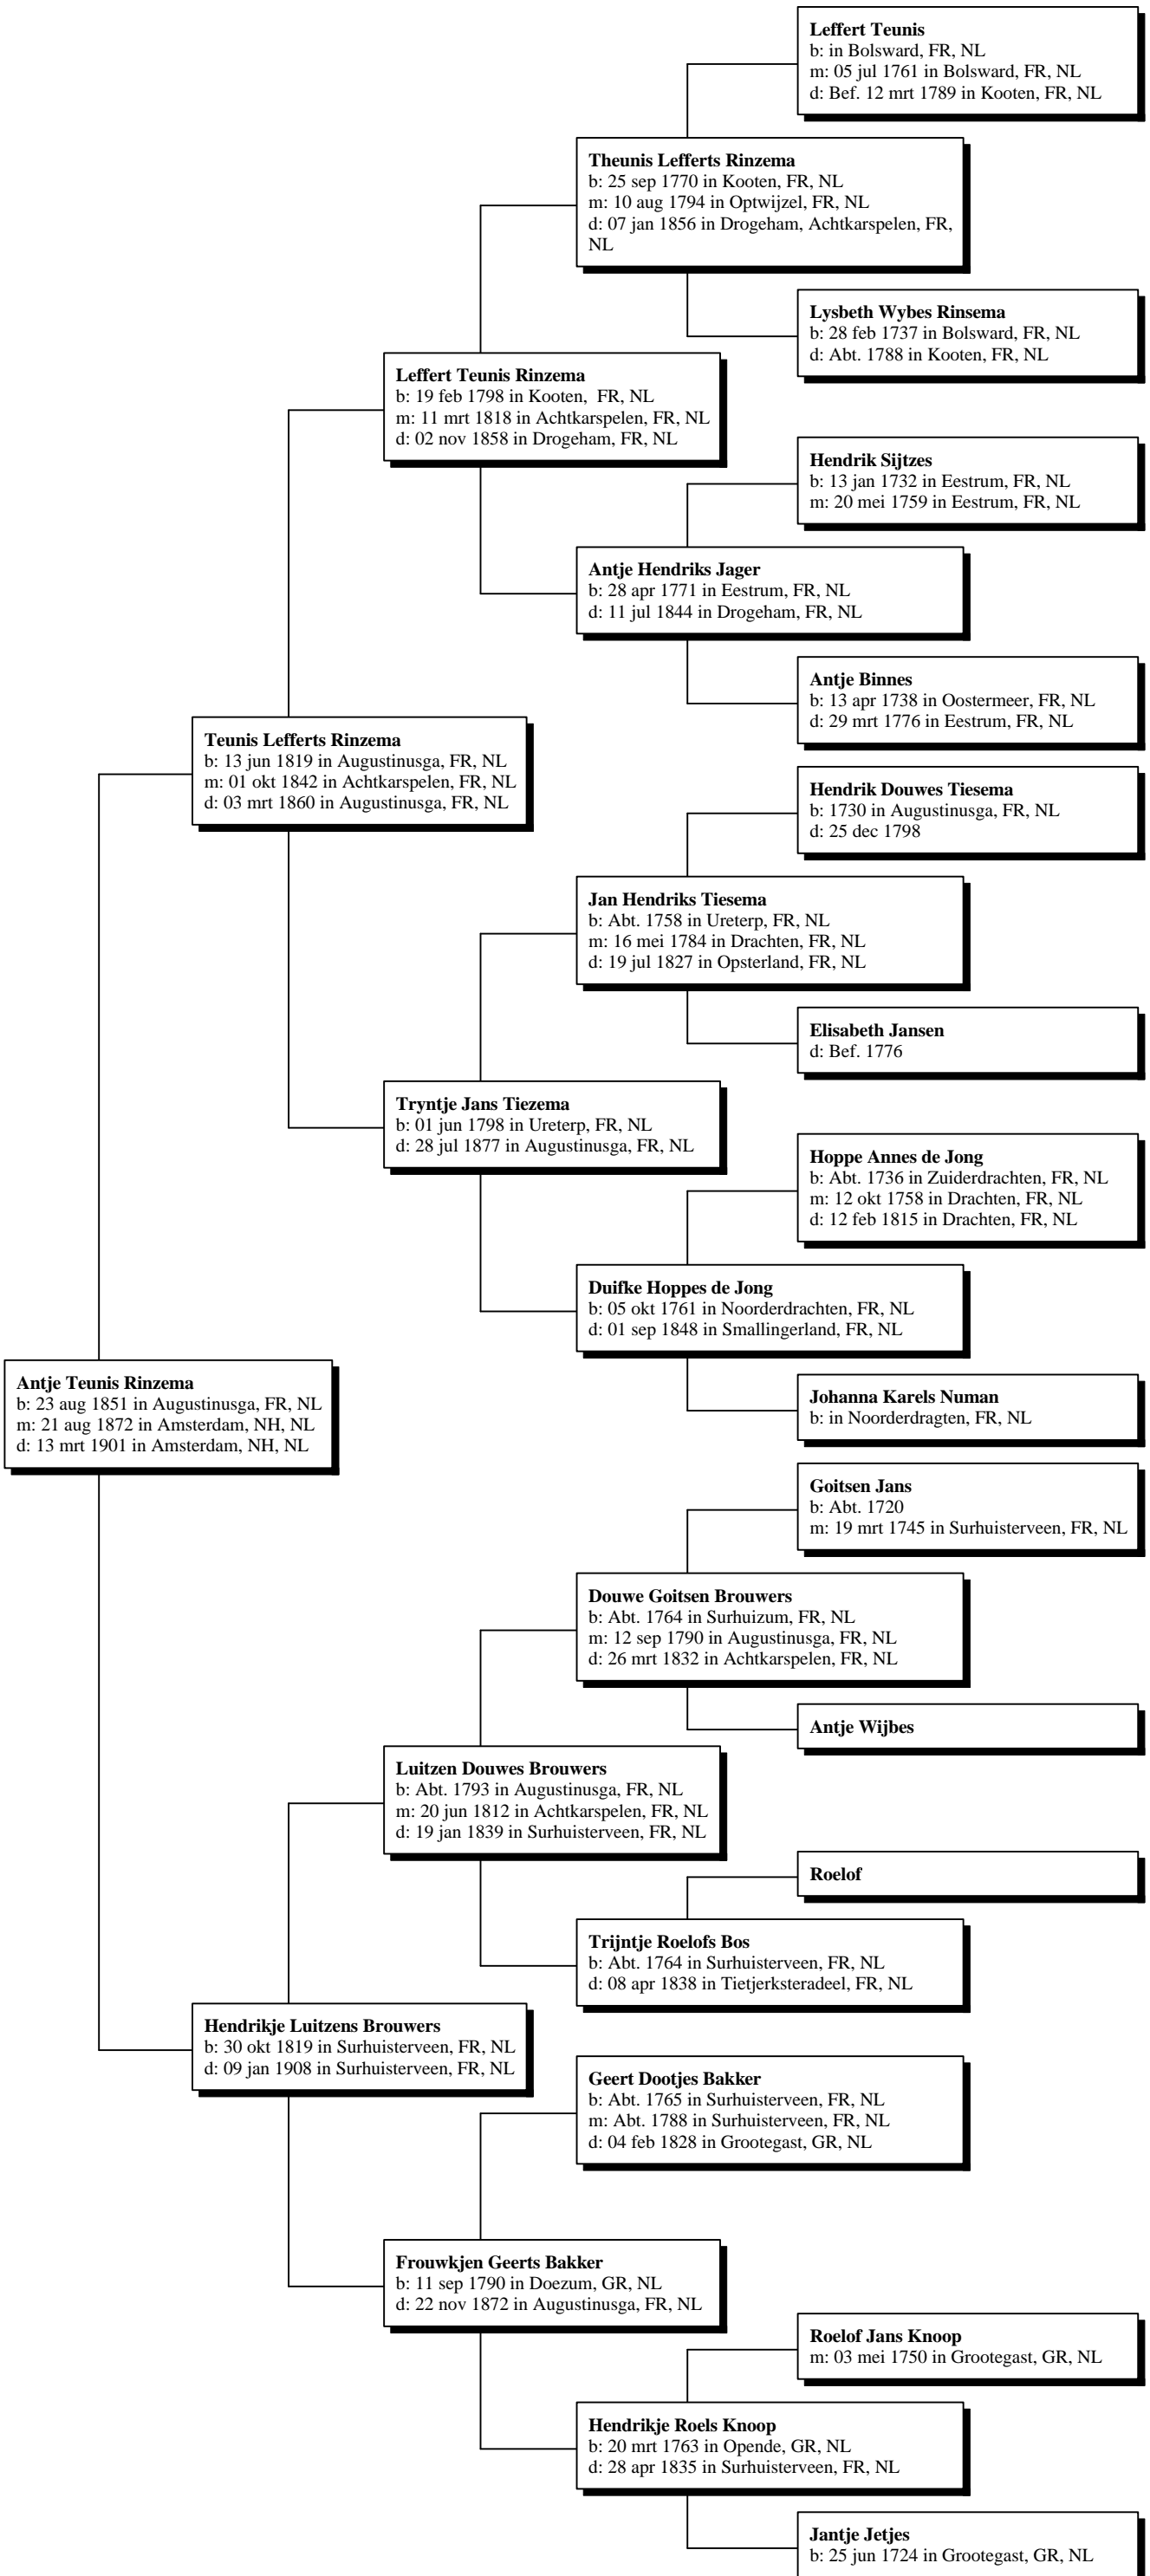 Leffert Teunis
b: in Bolsward, FR, NL
m: 05 jul 1761 in Bolsward, FR, NL
d: Bef. 12 mrt 1789 in Kooten, FR, NL
Theunis Lefferts Rinzema
b: 25 sep 1770 in Kooten, FR, NL
m: 10 aug 1794 in Optwijzel, FR, NL
d: 07 jan 1856 in Drogeham, Achtkarspelen, FR,
NL
Lysbeth Wybes Rinsema
b: 28 feb 1737 in Bolsward, FR, NL
d: Abt. 1788 in Kooten, FR, NL
Leffert Teunis Rinzema
b: 19 feb 1798 in Kooten, FR, NL
m: 11 mrt 1818 in Achtkarspelen, FR, NL
d: 02 nov 1858 in Drogeham, FR, NL
Hendrik Sijtzes
b: 13 jan 1732 in Eestrum, FR, NL
m: 20 mei 1759 in Eestrum, FR, NL
Antje Hendriks Jager
b: 28 apr 1771 in Eestrum, FR, NL
d: 11 jul 1844 in Drogeham, FR, NL
Antje Binnes
b: 13 apr 1738 in Oostermeer, FR, NL
d: 29 mrt 1776 in Eestrum, FR, NL
Teunis Lefferts Rinzema
b: 13 jun 1819 in Augustinusga, FR, NL
m: 01 okt 1842 in Achtkarspelen, FR, NL
d: 03 mrt 1860 in Augustinusga, FR, NL
Hendrik Douwes Tiesema
b: 1730 in Augustinusga, FR, NL
d: 25 dec 1798
Jan Hendriks Tiesema
b: Abt. 1758 in Ureterp, FR, NL
m: 16 mei 1784 in Drachten, FR, NL
d: 19 jul 1827 in Opsterland, FR, NL
Elisabeth Jansen
d: Bef. 1776
Tryntje Jans Tiezema
b: 01 jun 1798 in Ureterp, FR, NL
d: 28 jul 1877 in Augustinusga, FR, NL
Hoppe Annes de Jong
b: Abt. 1736 in Zuiderdrachten, FR, NL
m: 12 okt 1758 in Drachten, FR, NL
d: 12 feb 1815 in Drachten, FR, NL
Duifke Hoppes de Jong
b: 05 okt 1761 in Noorderdrachten, FR, NL
d: 01 sep 1848 in Smallingerland, FR, NL
Johanna Karels Numan
b: in Noorderdragten, FR, NL
Antje Teunis Rinzema
b: 23 aug 1851 in Augustinusga, FR, NL
m: 21 aug 1872 in Amsterdam, NH, NL
d: 13 mrt 1901 in Amsterdam, NH, NL
Goitsen Jans
b: Abt. 1720
m: 19 mrt 1745 in Surhuisterveen, FR, NL
Douwe Goitsen Brouwers
b: Abt. 1764 in Surhuizum, FR, NL
m: 12 sep 1790 in Augustinusga, FR, NL
d: 26 mrt 1832 in Achtkarspelen, FR, NL
Antje Wijbes
Luitzen Douwes Brouwers
b: Abt. 1793 in Augustinusga, FR, NL
m: 20 jun 1812 in Achtkarspelen, FR, NL
d: 19 jan 1839 in Surhuisterveen, FR, NL
Roelof
Trijntje Roelofs Bos
b: Abt. 1764 in Surhuisterveen, FR, NL
d: 08 apr 1838 in Tietjerksteradeel, FR, NL
Hendrikje Luitzens Brouwers
b: 30 okt 1819 in Surhuisterveen, FR, NL
d: 09 jan 1908 in Surhuisterveen, FR, NL
Geert Dootjes Bakker
b: Abt. 1765 in Surhuisterveen, FR, NL
m: Abt. 1788 in Surhuisterveen, FR, NL
d: 04 feb 1828 in Grootegast, GR, NL
Frouwkjen Geerts Bakker
b: 11 sep 1790 in Doezum, GR, NL
d: 22 nov 1872 in Augustinusga, FR, NL
Roelof Jans Knoop
m: 03 mei 1750 in Grootegast, GR, NL
Hendrikje Roels Knoop
b: 20 mrt 1763 in Opende, GR, NL
d: 28 apr 1835 in Surhuisterveen, FR, NL
Jantje Jetjes
b: 25 jun 1724 in Grootegast, GR, NL